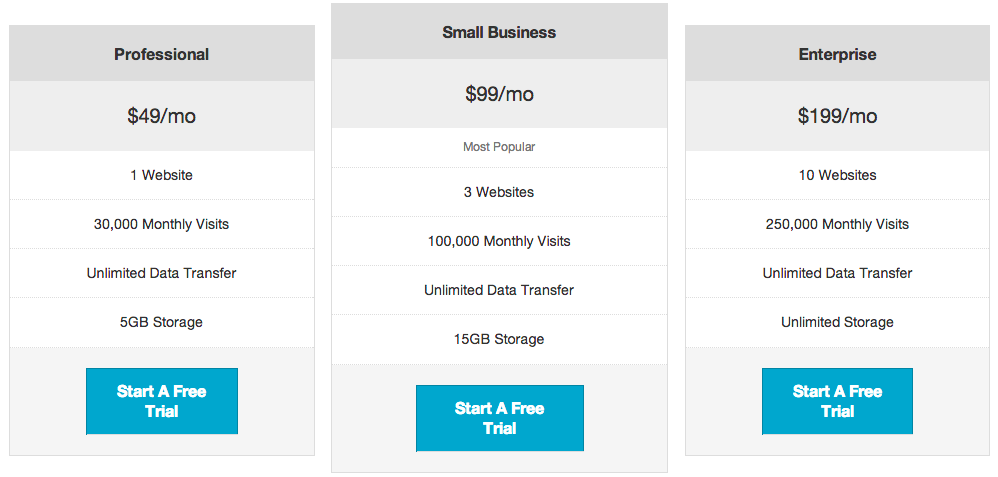 Professional
$49/mo
1 Website
30,000 Monthly Visits
Unlimited Data Transfer
5GB Storage
Start A Free
Trial
Small Business
$99/mo
Most Popular
3 Websites
100,000 Monthly Visits
Unlimited Data Transfer
15GB Storage
Start A Free
Trial
Enterprise
$199/mo
10 Websites
250,000 Monthly Visits
Unlimited Data Transfer
Unlimited Storage
Start A Free
Trial